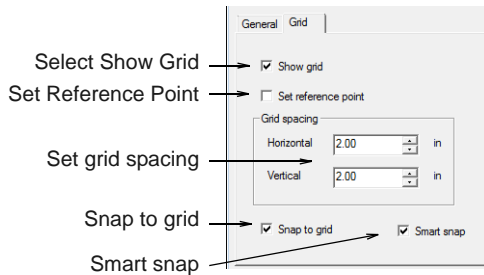 General Grid
Select Show Grid
Show grid
Set Reference Point
Set reference point
Grid spacing
Horizontal 2.00 in
Set grid spacing
Vertical 2.00 in
Snap to grid
Snap to grid Smart snap
Smart snap